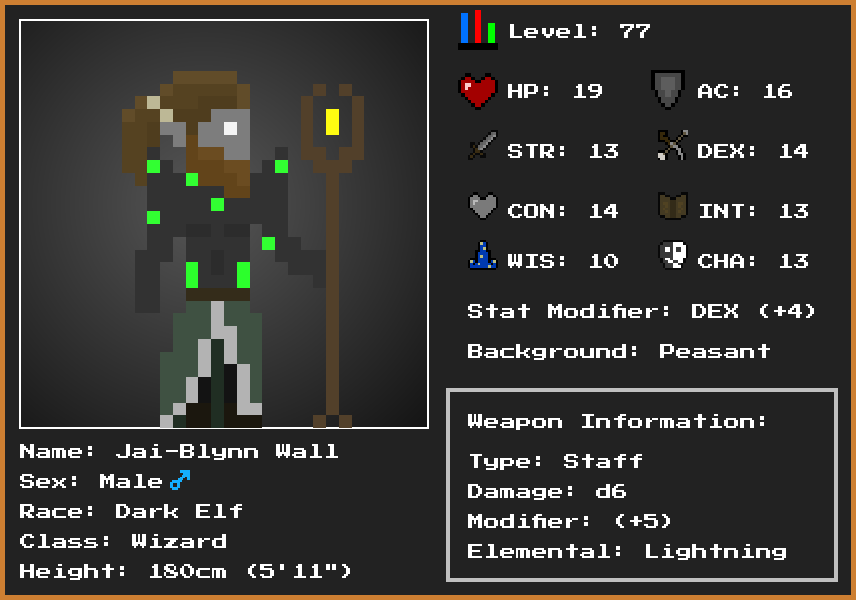 Level: 77
HP: 19
AC: 16
STR: 13
DEX: 14
CON: 14
INT: 13
WIS: 10
CHA: 13
Stat Modifier: DEX (+4)
Background: Peasant
Weapon Information:
Type: Staff
Damage: d6
Modifier: (+5)
Elemental: Lightning
Name: Jai-Blynn Wall
Sex: Male♂
Race: Dark Elf
Class: Wizard
Height: 180cm (5'11")